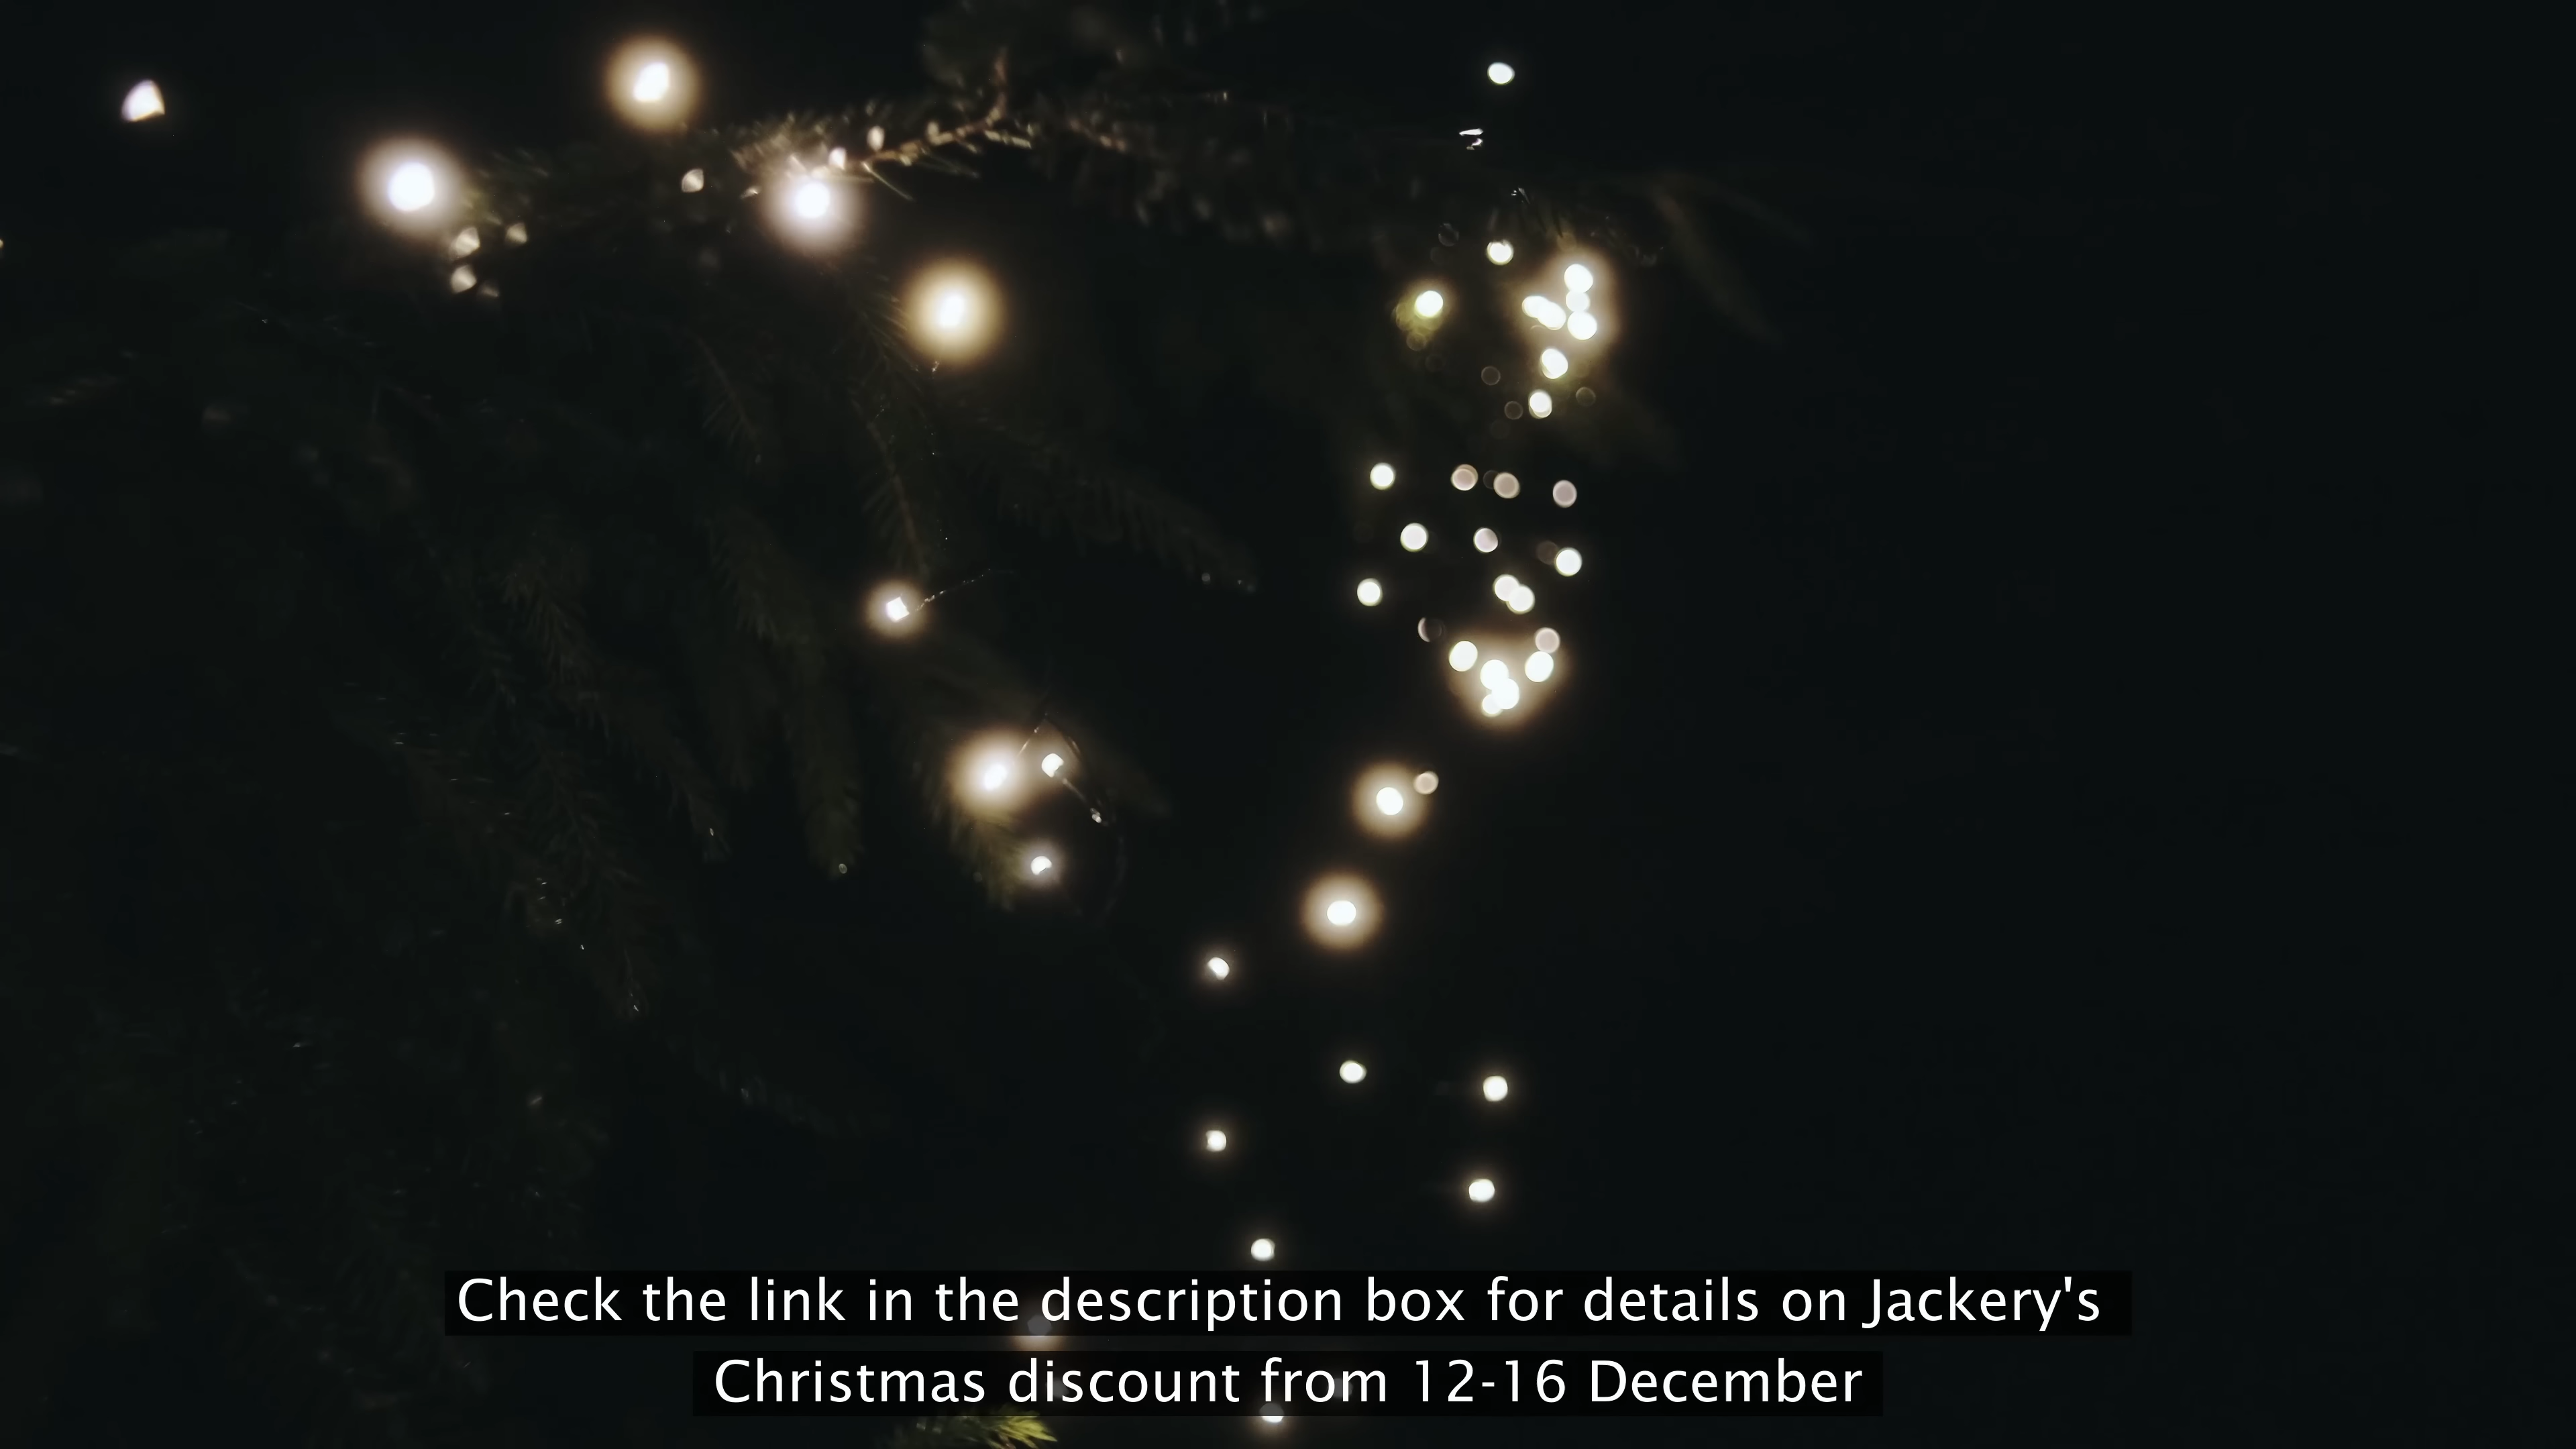 Check the link in the description box for details on Jackery's
Christmas discount from 12-16 December